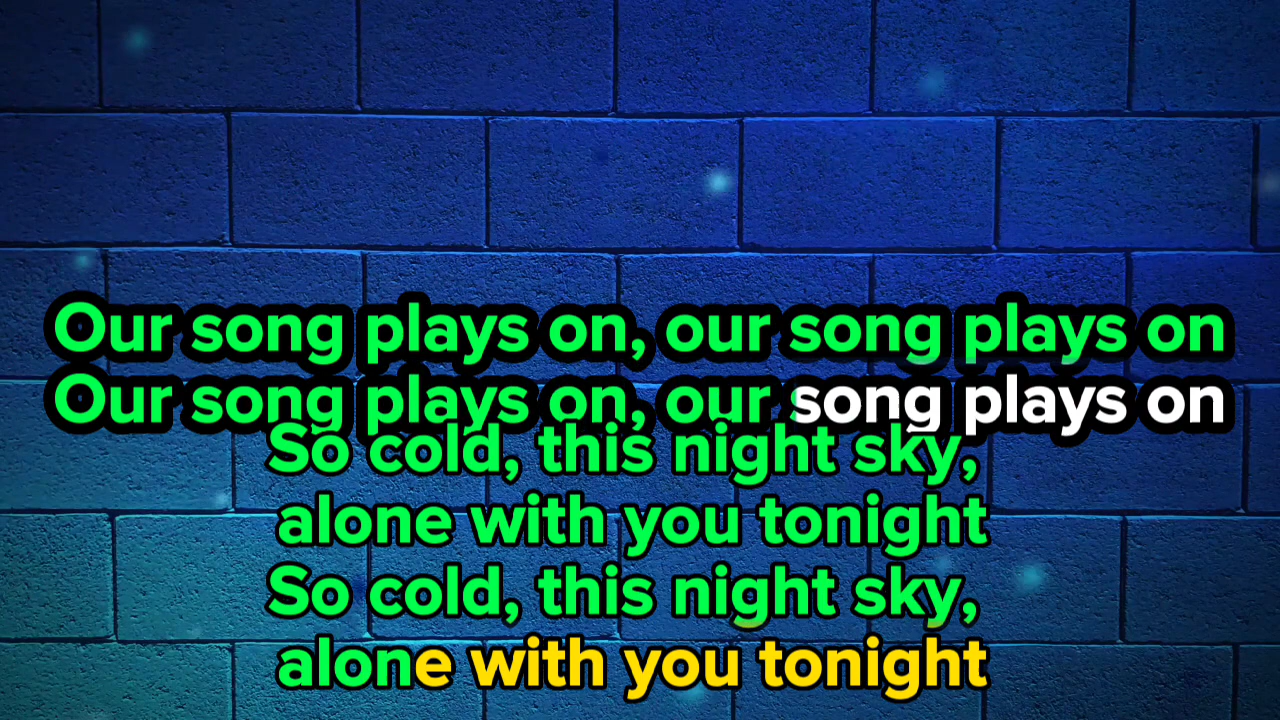 Our song plays on, our song plays on
Our song plays on, our song plays on
So cold, this night sky,
alone with you tonight
So cold, this night sky,
alone with you tonight